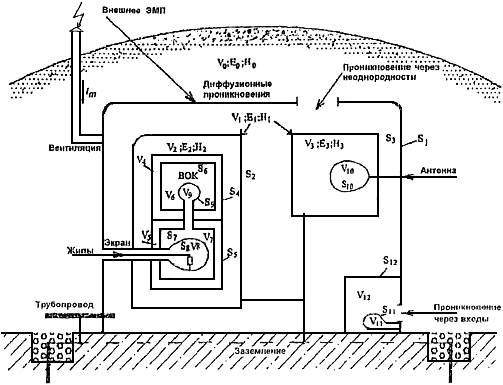 Внешнее ЭМП
V0;E0;H0
Диффузионные
проникновения
Проникновение через
неоднородности
Im
V1;E1;H1
S3
S1
Вентиляция
V2;E2;H2
V3;E3;H3
V4
S6
ВОК
V6
V9
S9
S4
S2
V10
S10
Антонна
V5
S7
V7
Экран
S8 V8
Жипы
S5
S12
Трубопровод
V12
S11
V11
Проникновение
через входы
Заземление